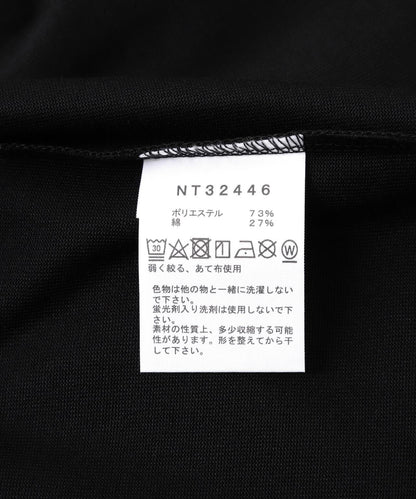 NT32446
ポリエステル 73%
綿 27%
30 W
弱く絞る、あて布使用
色物は他の物と一緒に洗濯しない
で下さい。
蛍光剤入り洗剤は使用しないで下
さい。
素材の性質上、多少収縮する可能
性があります。形を整えてから干
して下さい。